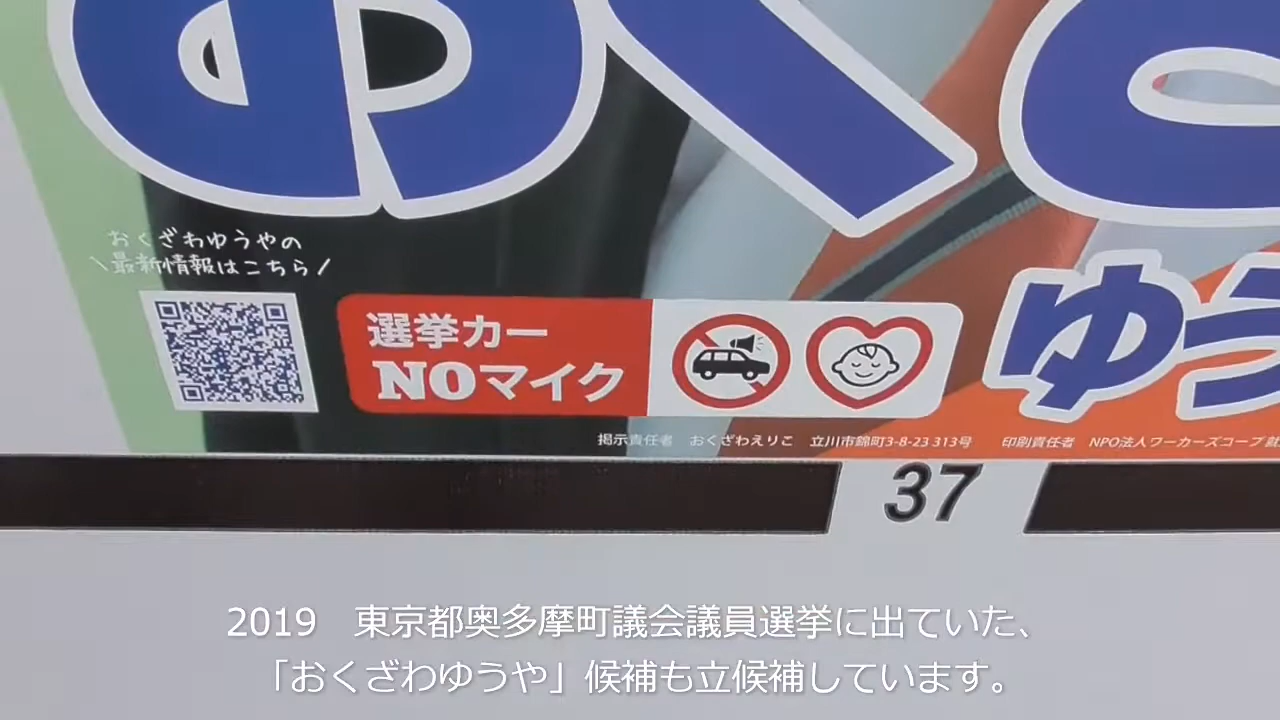 おくざ
ゆう
おくざわゆうやの
\最新情報はこちら/
選挙カー
NOマイク
掲示責任者 おくざわえりこ 立川市錦町3-8-23 313号 印刷責任者 NPO法人ワーカーズコープ
37
2019 東京都奥多摩町議会議員選挙に出ていた、
「おくざわゆうや」候補も立候補しています。